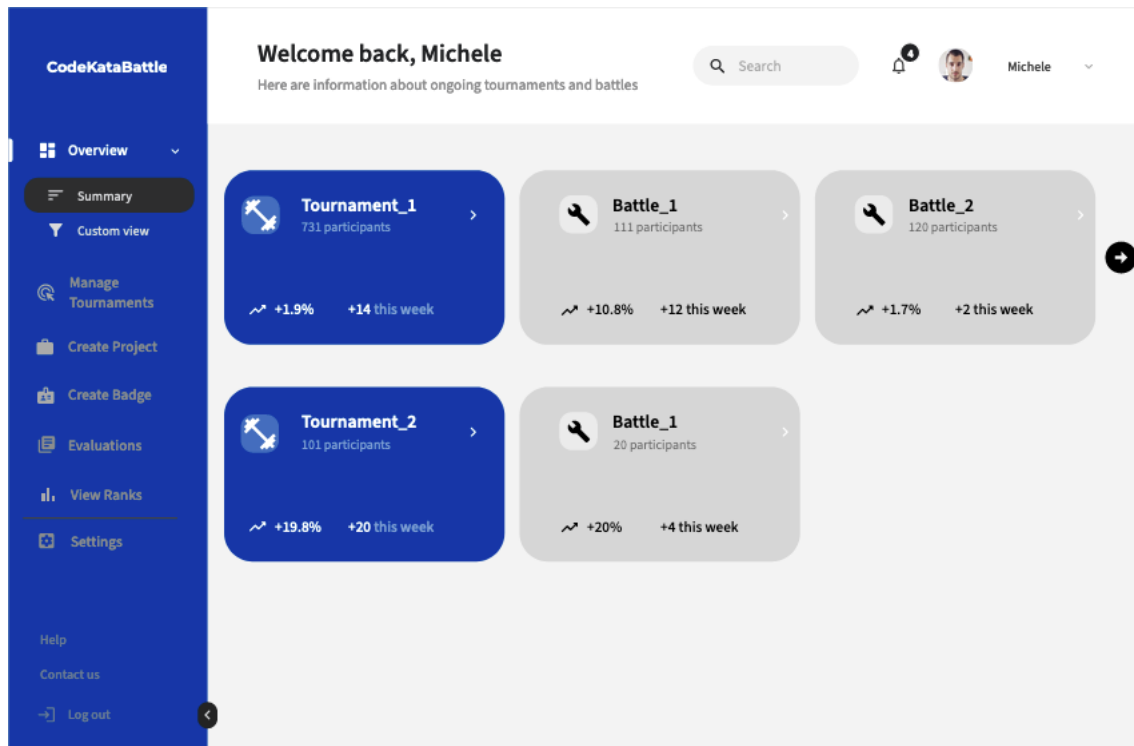 CodeKataBattle
Overview
Summary
Custom view
Manage
Tournaments
Create Project
Create Badge
Evaluations
View Ranks
Settings
Help
Contact us
Log out
Welcome back, Michele
Here are information about ongoing tournaments and battles
Search
4
Michele
Tournament_1
731 participants
+1.9% +14 this week
Battle_1
111 participants
+10.8% +12 this week
Battle_2
120 participants
+1.7% +2 this week
Tournament_2
101 participants
+19.8% +20 this week
Battle_1
20 participants
+20% +4 this week